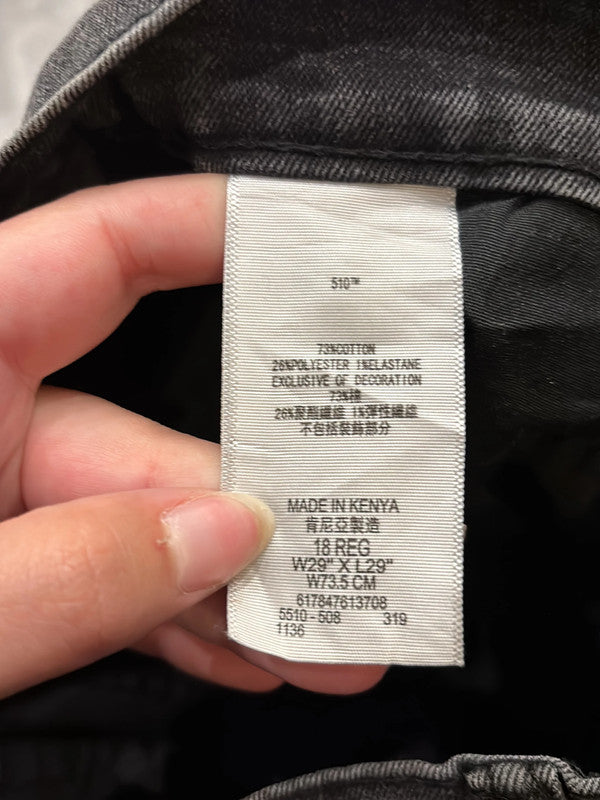 510™
73%COTTON
26%POLYESTER 1%ELASTANE
EXCLUSIVE OF DECORATION
73%棉
26%聚酯纖維 1%彈性纖維
不包括裝飾部分
MADE IN KENYA
肯尼亞製造
18 REG
W29" X L29"
W73.5 CM
617847613708
5510-508 319
1136